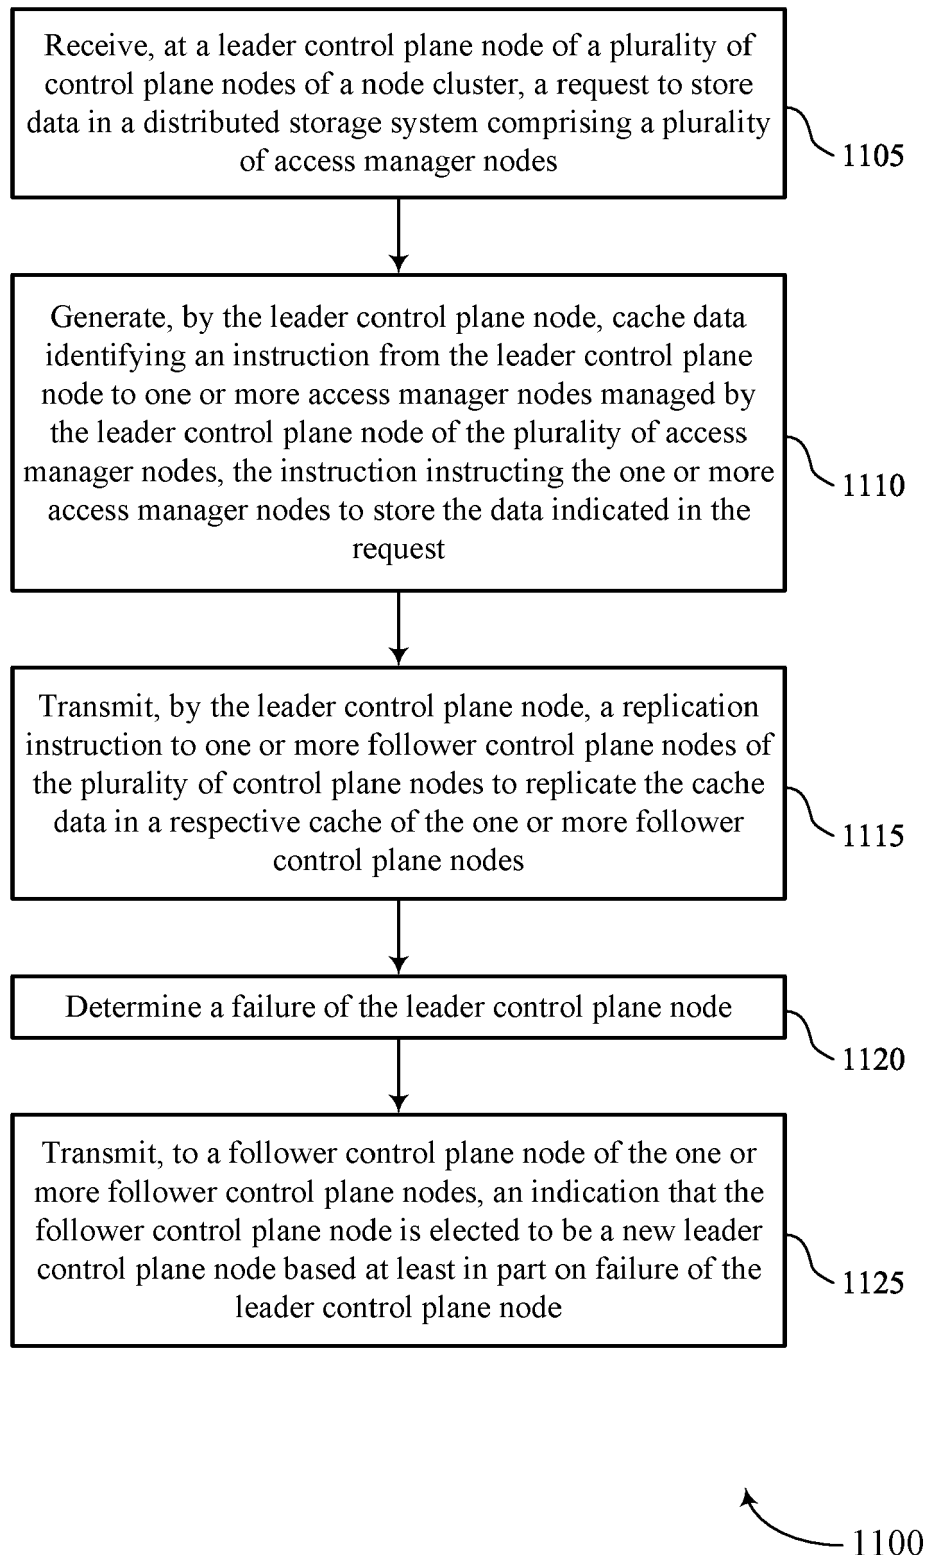 Receive, at a leader control plane node of a plurality of
control plane nodes of a node cluster, a request to store
data in a distributed storage system comprising a plurality
of access manager nodes
1105
Generate, by the leader control plane node, cache data
identifying an instruction from the leader control plane
node to one or more access manager nodes managed by
the leader control plane node of the plurality of access
manager nodes, the instruction instructing the one or more
access manager nodes to store the data indicated in the
request
1110
Transmit, by the leader control plane node, a replication
instruction to one or more follower control plane nodes of
the plurality of control plane nodes to replicate the cache
data in a respective cache of the one or more follower
control plane nodes
1115
Determine a failure of the leader control plane node
1120
Transmit, to a follower control plane node of the one or
more follower control plane nodes, an indication that the
follower control plane node is elected to be a new leader
control plane node based at least in part on failure of the
leader control plane node
1125
1100